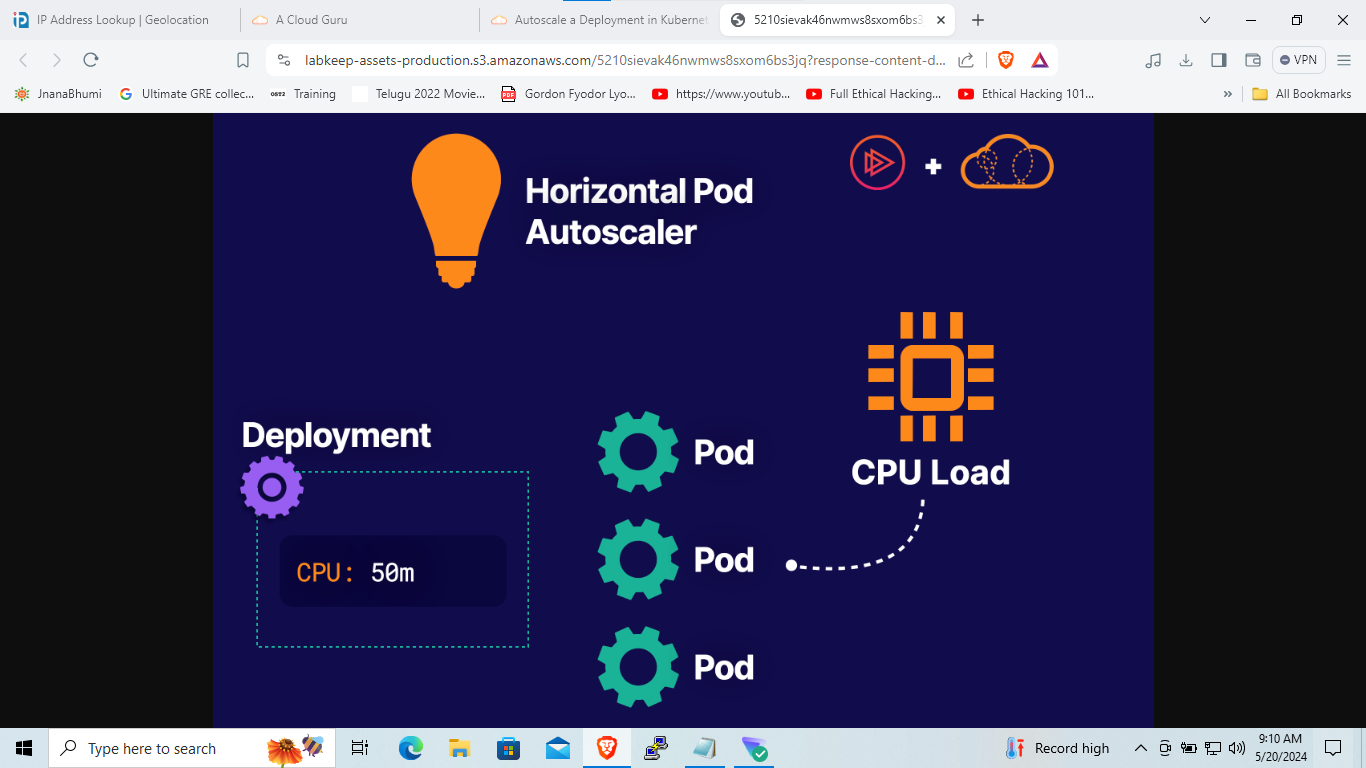 IP Address Lookup | Geolocation
A Cloud Guru
Autoscale a Deployment in Kubernet
5210sievak46nwmws8sxom6bs3
labkeep-assets-production.s3.amazonaws.com/5210sievak46nwmws8sxom6bs3jq?response-content-d...
VPN
JnanaBhumi
Ultimate GRE collec...
OST2
Training
Telugu 2022 Movie...
PDF
Gordon Fyodor Lyo...
https://www.youtub...
Full Ethical Hacking...
Ethical Hacking 101...
»
All Bookmarks
Horizontal Pod
Autoscaler
Deployment
CPU: 50m
Pod
Pod
Pod
CPU Load
Type here to search
Record high
9:10 AM
5/20/2024